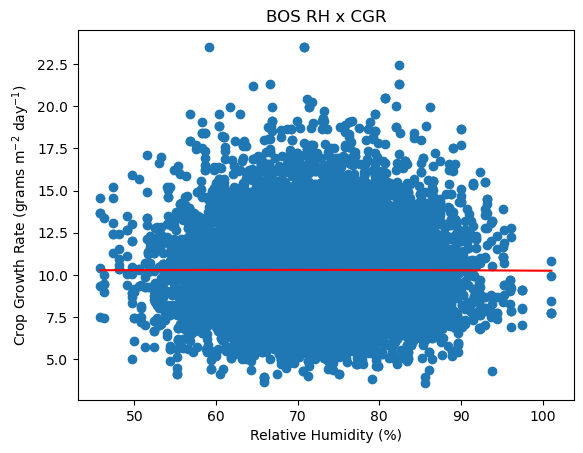 BOS RH x CGR
Crop Growth Rate (grams m⁻² day⁻¹)
22.5
20.0
17.5
15.0
12.5
10.0
7.5
5.0
50 60 70 80 90 100
Relative Humidity (%)